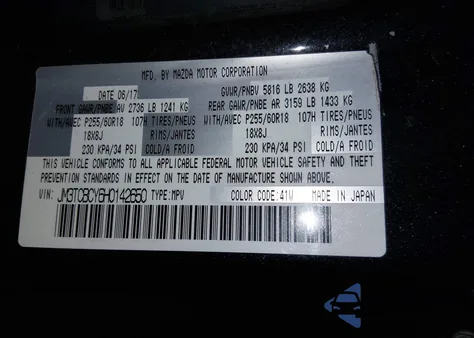 MFD. BY MAZDA MOTOR CORPORATION
DATE 06/17 GVWR/PNBV 5816 LB 2638 KG
FRONT GAWR/PNBE AV 2736 LB 1241 KG REAR GAWR/PNBE AR 3159 LB 1433 KG
WITH/AVEC P255/60R18 107H TIRES/PNEUS WITH/AVEC P255/60R18 107H TIRES/PNEUS
18X8J RIMS/JANTES 18X8J RIMS/JANTES
230 KPA/34 PSI COLD/A FROID 230 KPA/34 PSI COLD/A FROID
THIS VEHICLE CONFORMS TO ALL APPLICABLE FEDERAL MOTOR VEHICLE SAFETY AND THEFT
PREVENTION STANDARDS IN EFFECT ON THE DATE OF MANUFACTURE SHOWN ABOVE.
VIN: JM3TCBCY6H0142650 TYPE:MPV COLOR CODE:41W MADE IN JAPAN